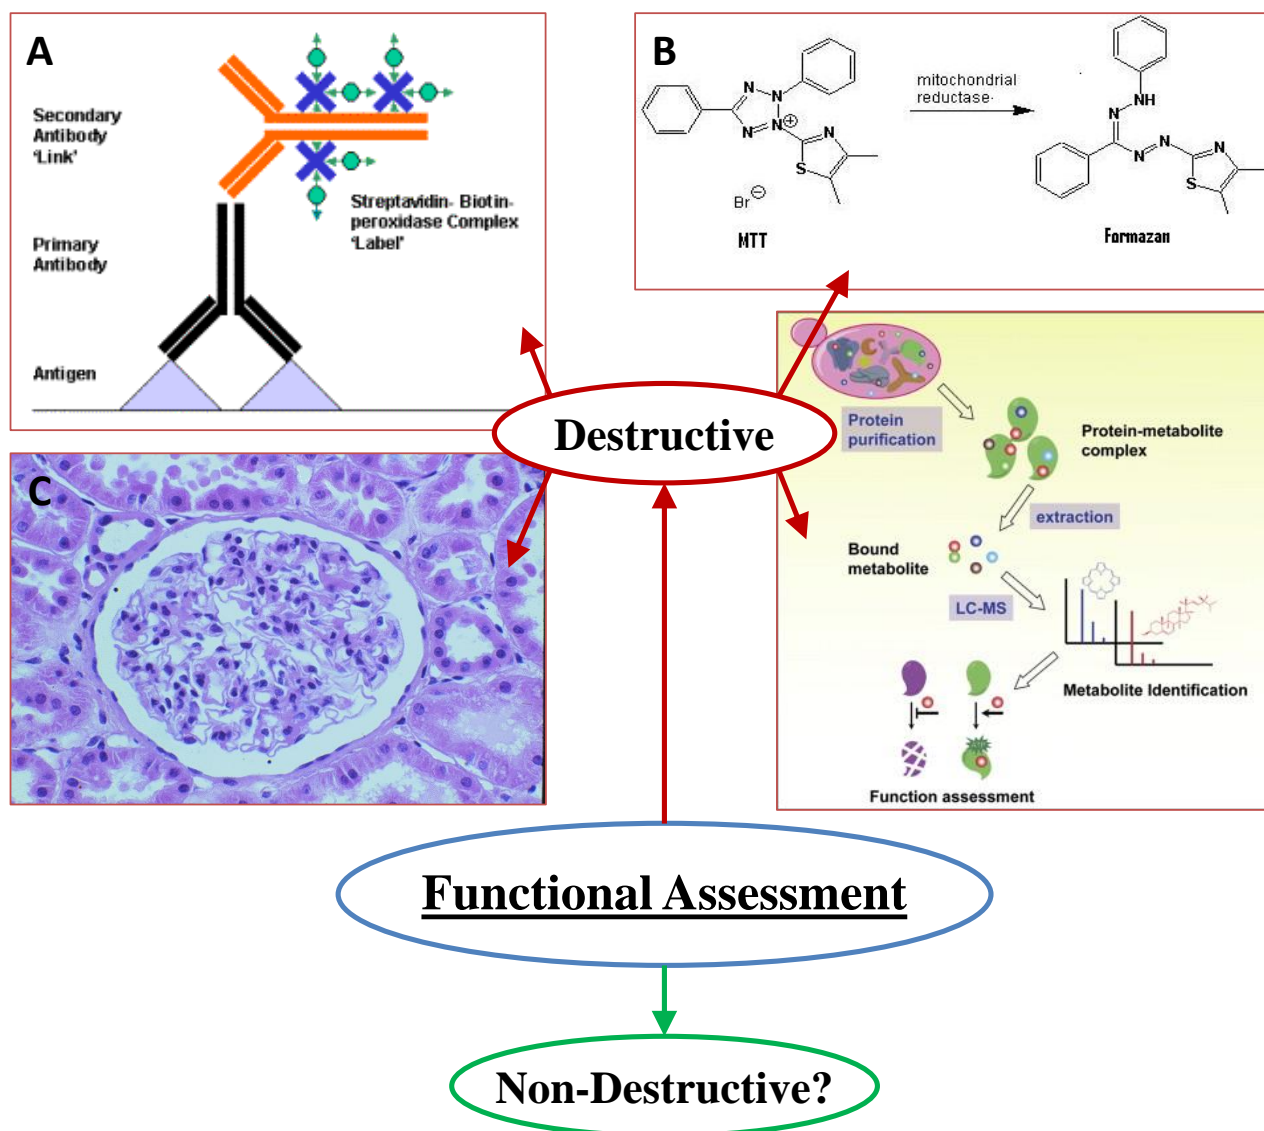 A
Secondary
Antibody
'Link'
Streptavidin- Biotin-
peroxidase Complex
'Label'
Primary
Antibody
Antigen
B
N
N
N
N
N
S
Br
MTT
mitochondrial
reductase·
N
NH
N
N
N
S
Formazan
Destructive
C
Protein
purification
Protein-metabolite
complex
extraction
Bound
metabolite
LC-MS
Metabolite Identification
Function assessment
Functional Assessment
Non-Destructive?